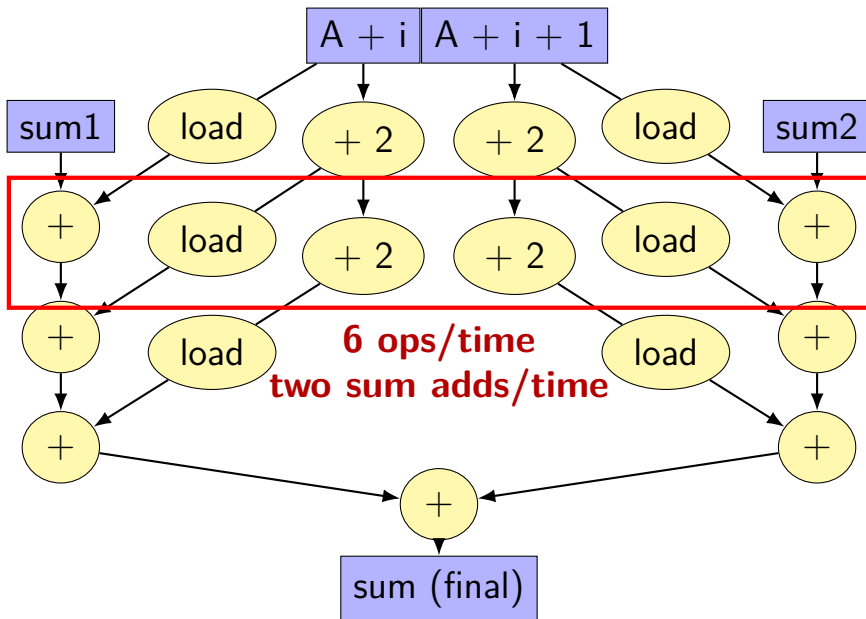 A + i
A + i + 1
sum1
load
+ 2
+ 2
load
sum2
+
load
+ 2
+ 2
load
+
+
load
6 ops/time
two sum adds/time
load
+
+
+
+
sum (final)